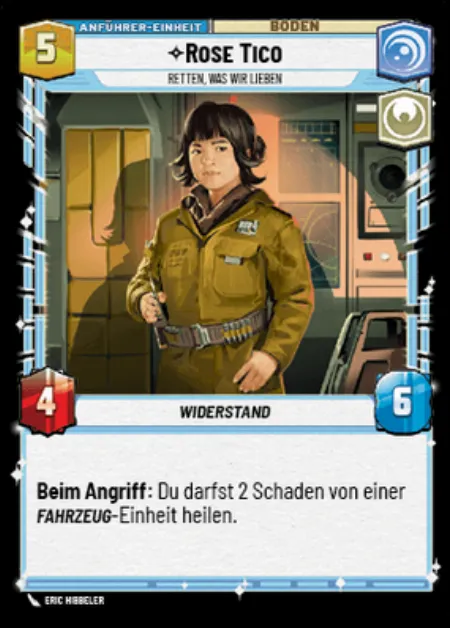 5
ANFÜHRER-EINHEIT
BODEN
✧ROSE TICO
RETTEN, WAS WIR LIEBEN
4
WIDERSTAND
6
Beim Angriff: Du darfst 2 Schaden von einer
FAHRZEUG-Einheit heilen.
ERIC HIBBELER